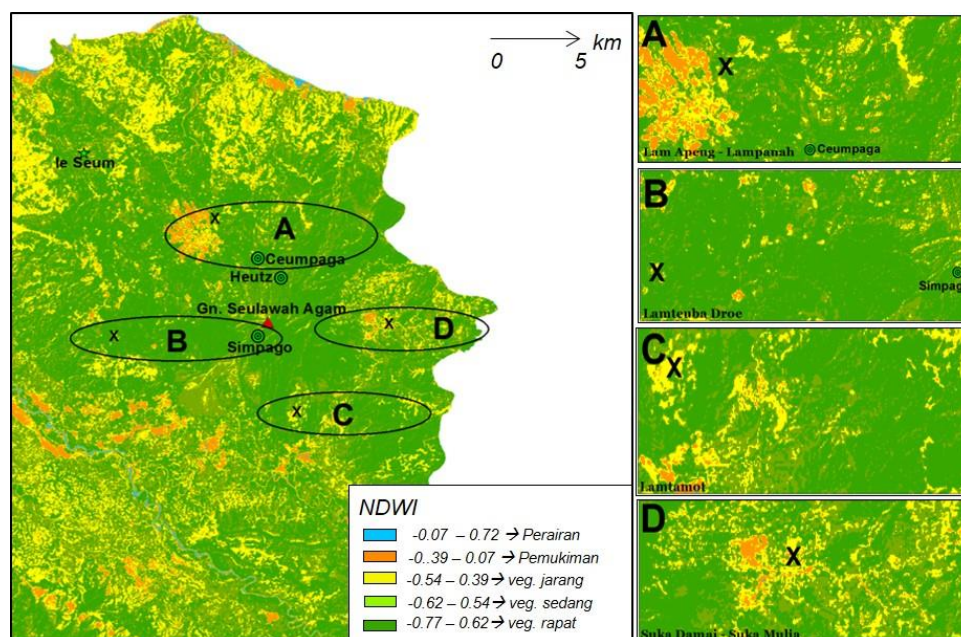 km
0 5
Ie Seum
X
A
Ceumpaga
Heutz
Gn. Seulawah Agam
X
B
Simpago
X
D
X
C
NDWI
-0.07 – 0.72 → Perairan
-0..39 – 0.07 → Pemukiman
-0.54 – 0.39 → veg. jarang
-0.62 – 0.54 → veg. sedang
-0.77 – 0.62 → veg. rapat
A
X
Lam Apeng - Lampanah
Ceumpaga
B
X
Simpago
Lamteuba Droe
C
X
Lamtamot
D
X
Suka Damai - Suka Mulia